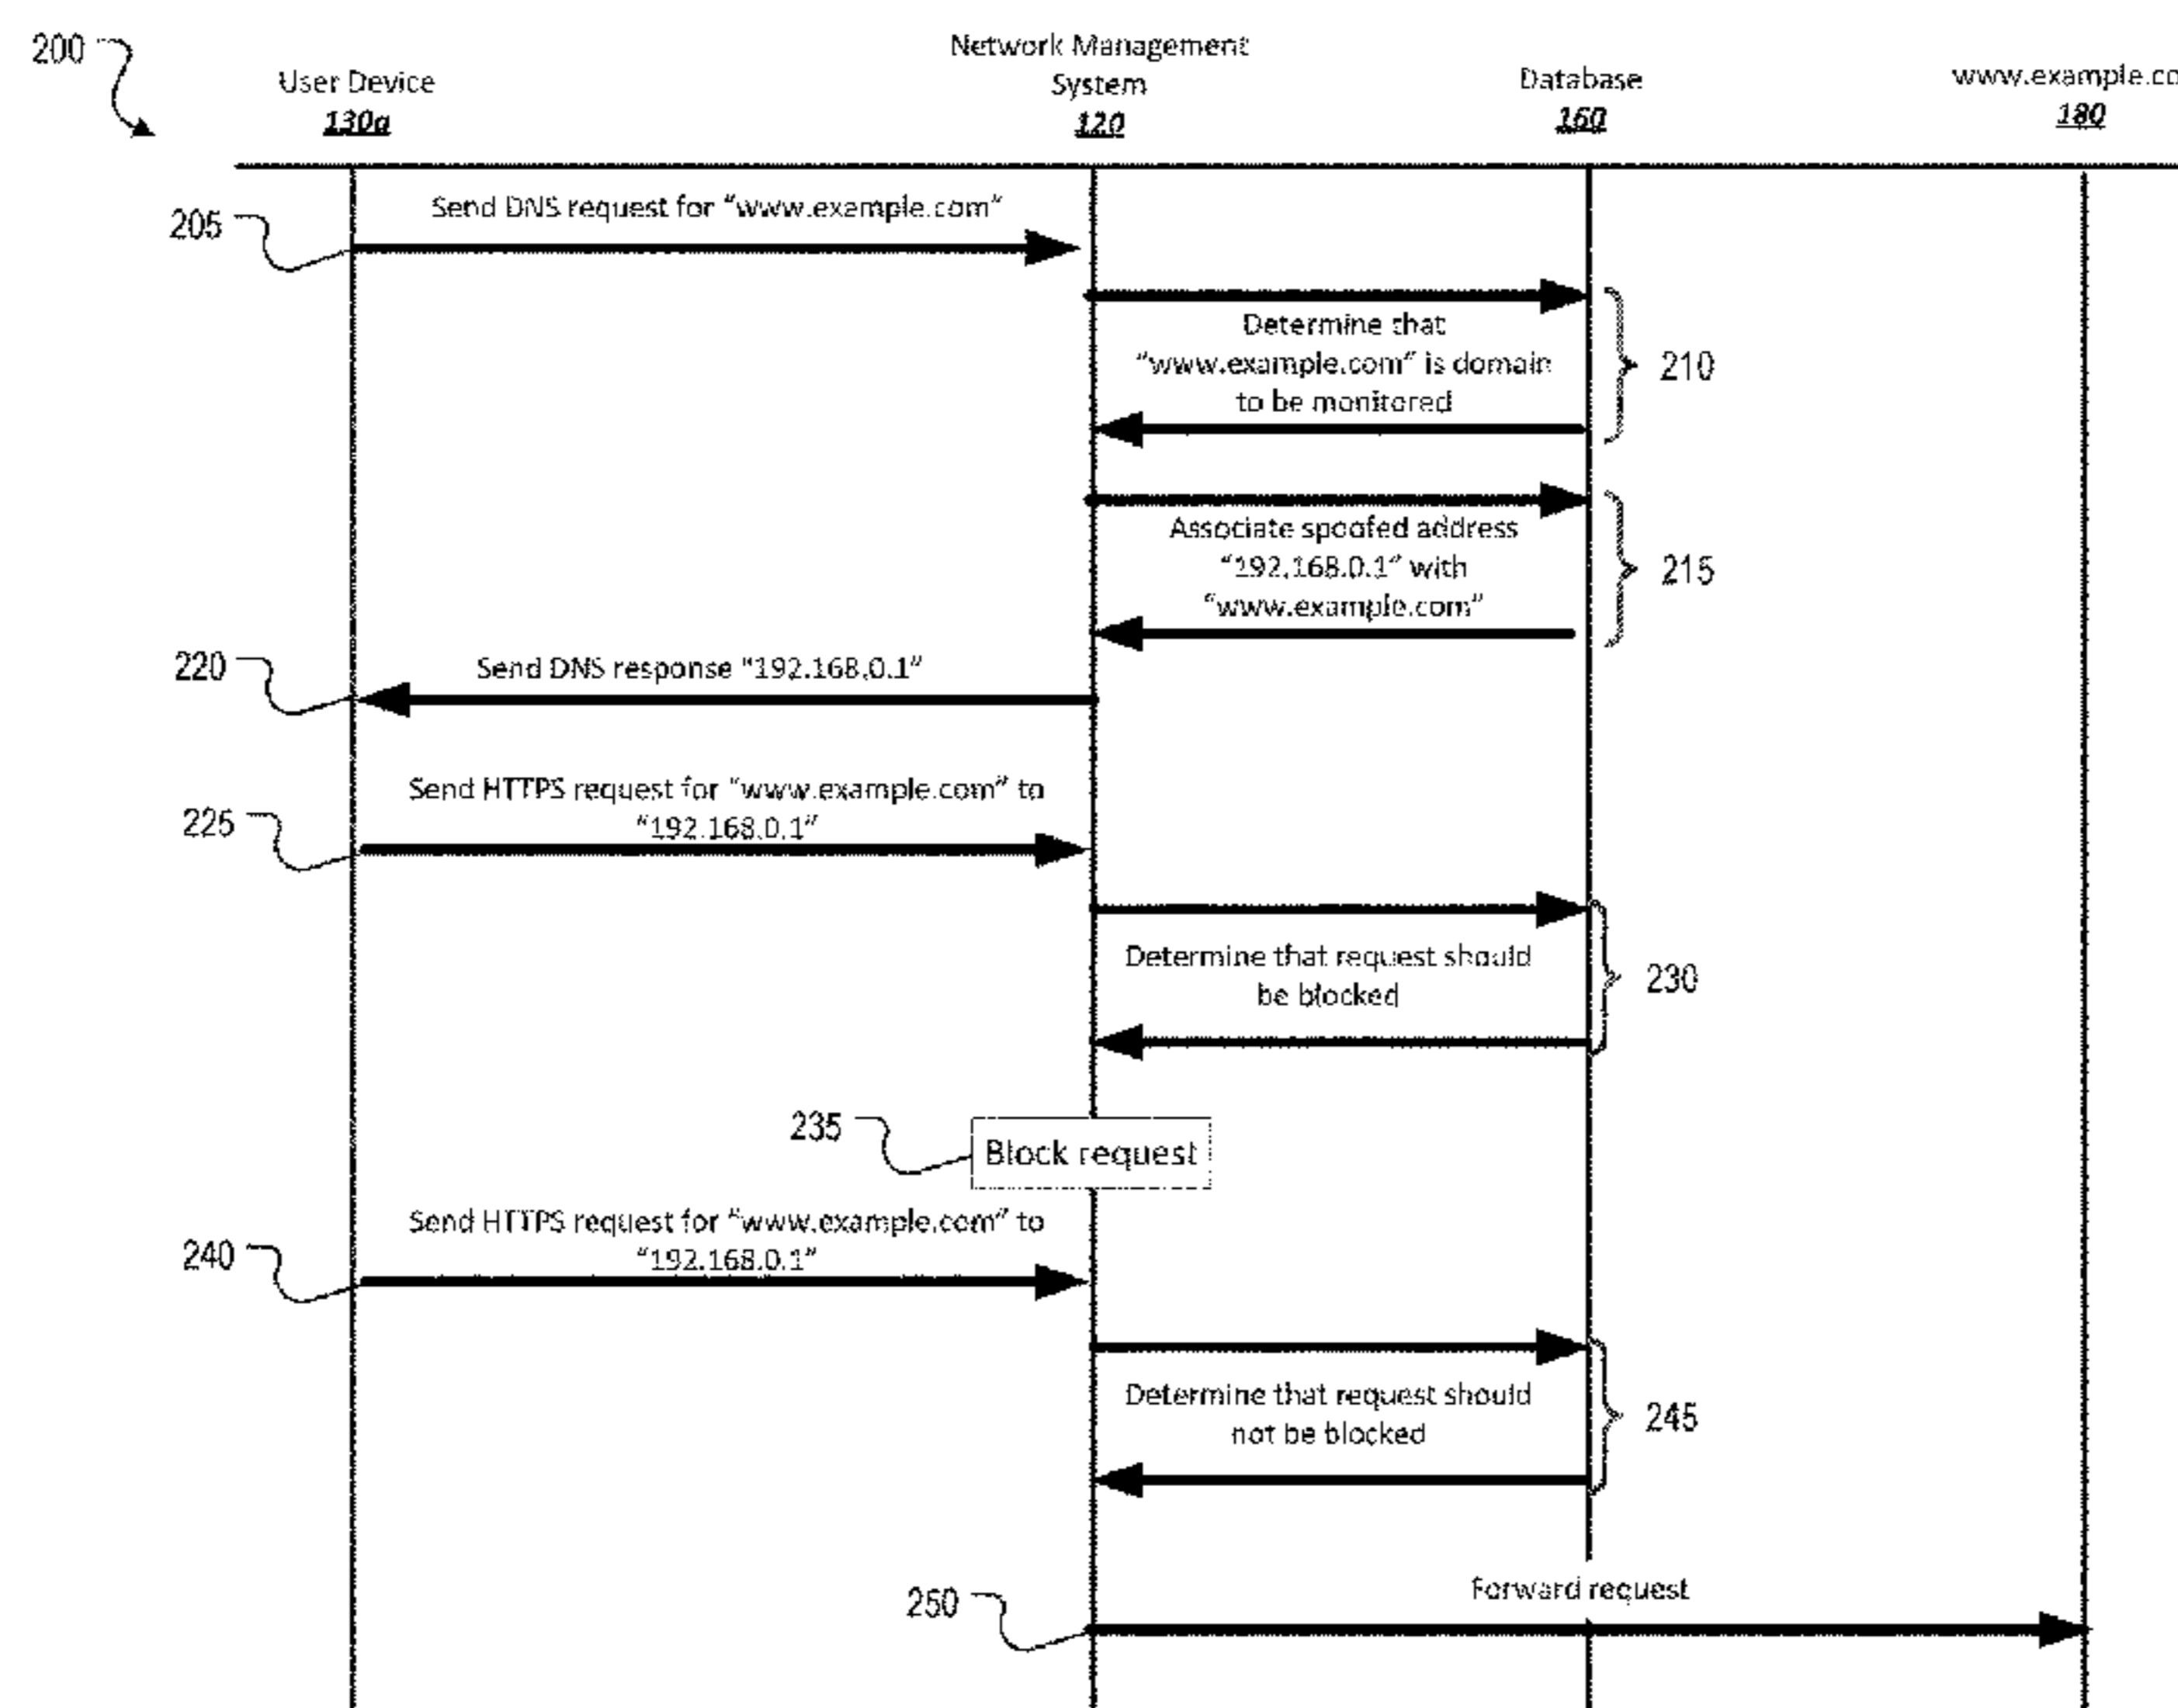 200
User Device
130a
Network Management
System
120
Database
160
www.example.co
180
205
Send DNS request for “www.example.com”
Determine that
“www.example.com” is domain
to be monitored
210
Associate spoofed address
“192.168.0.1” with
“www.example.com”
215
220
Send DNS response “192.168.0.1”
225
Send HTTPS request for “www.example.com” to
“192.168.0.1”
Determine that request should
be blocked
230
235
Block request
240
Send HTTPS request for “www.example.com” to
“192.168.0.1”
Determine that request should
not be blocked
245
250
Forward request